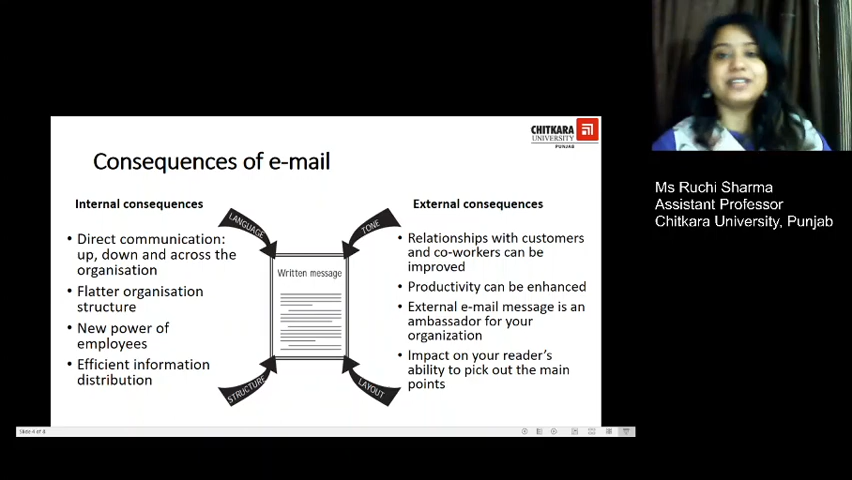 CHITKARA
UNIVERSITY
PUNJAB
Consequences of e-mail
Internal consequences
• Direct communication:
up, down and across the
organisation
• Flatter organisation
structure
• New power of
employees
• Efficient information
distribution
LANGUAGE
TONE
Written message
STRUCTURE
LAYOUT
External consequences
• Relationships with customers
and co-workers can be
improved
• Productivity can be enhanced
• External e-mail message is an
ambassador for your
organization
• Impact on your reader's
ability to pick out the main
points
Slide 4 of 8
Ms Ruchi Sharma
Assistant Professor
Chitkara University, Punjab